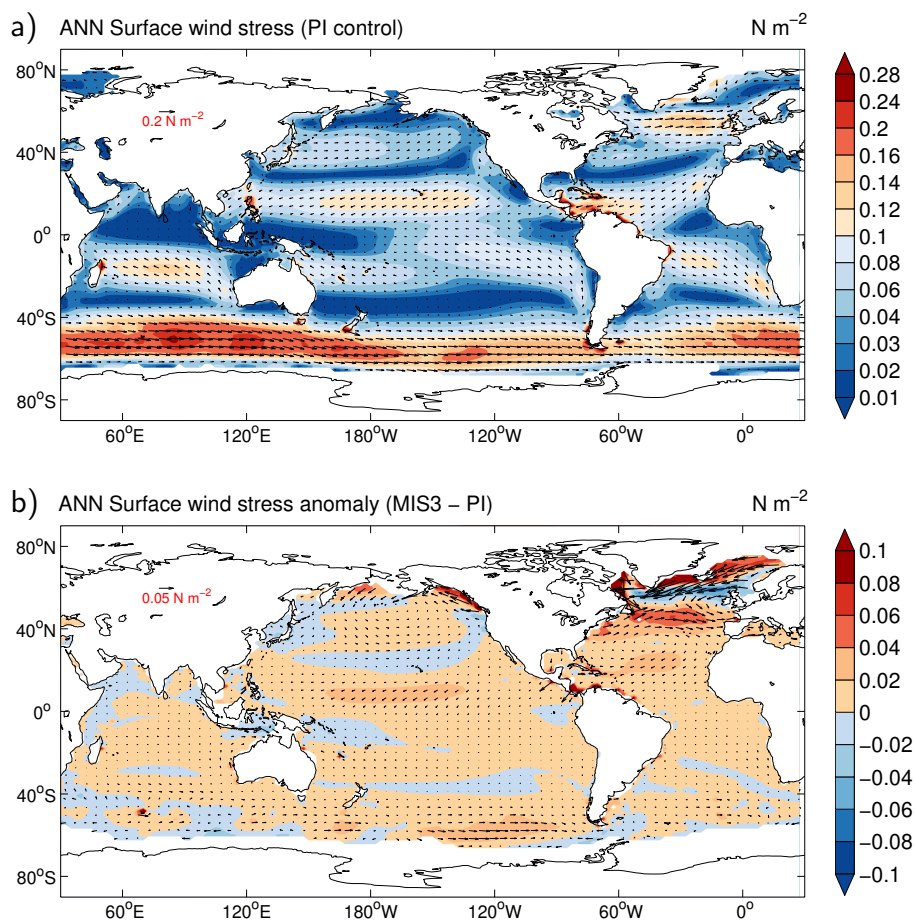 a) ANN Surface wind stress (PI control) N m⁻²
80°N
40°N
0°
40°S
80°S
0.2 N m⁻²
60°E 120°E 180°W 120°W 60°W 0°
0.28
0.24
0.2
0.16
0.14
0.12
0.1
0.08
0.06
0.04
0.03
0.02
0.01
b) ANN Surface wind stress anomaly (MIS3 − PI) N m⁻²
80°N
40°N
0°
40°S
80°S
0.05 N m⁻²
60°E 120°E 180°W 120°W 60°W 0°
0.1
0.08
0.06
0.04
0.02
0
−0.02
−0.04
−0.06
−0.08
−0.1